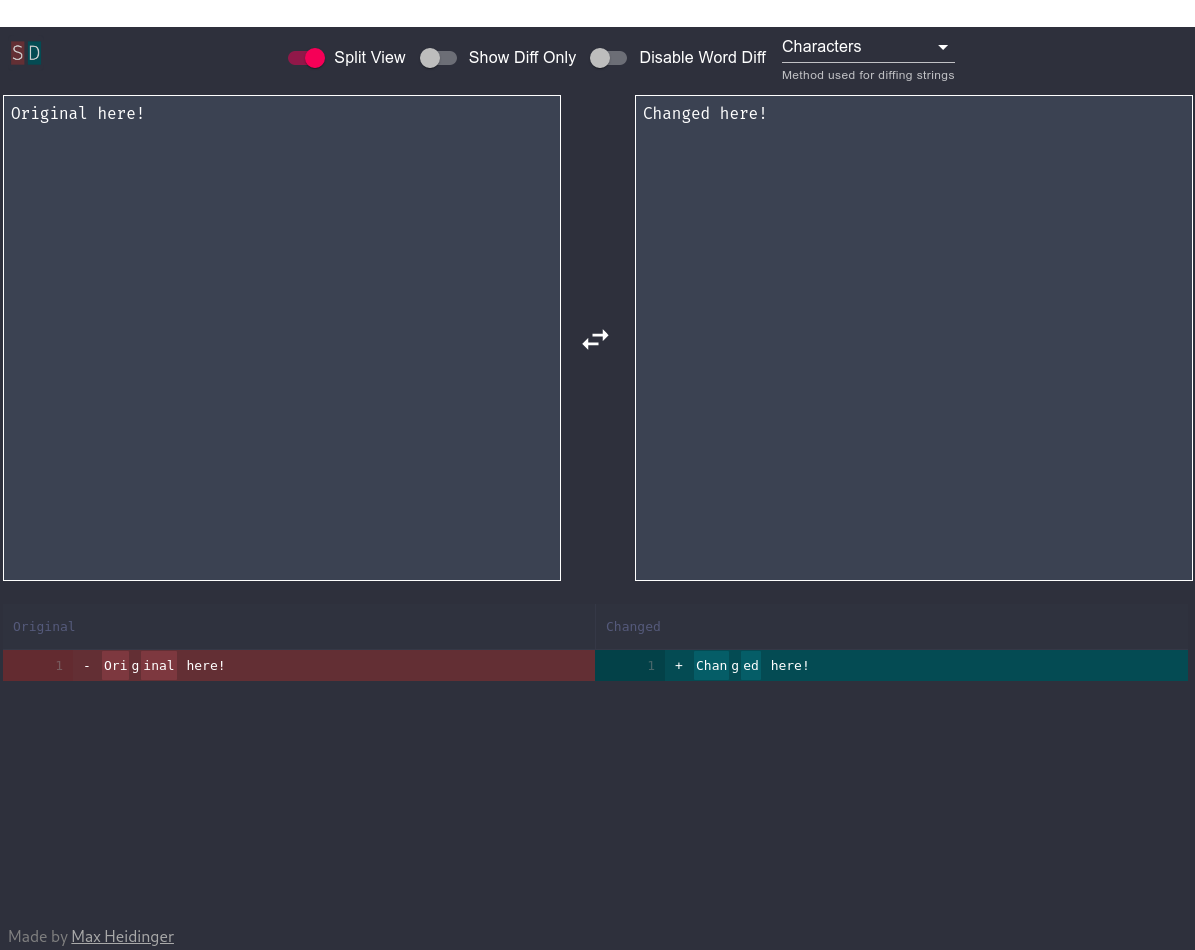 SD
Split View Show Diff Only Disable Word Diff Characters
Method used for diffing strings
Original here! Changed here!
Original Changed
1 - Original here! 1 + Changed here!
Made by Max Heidinger